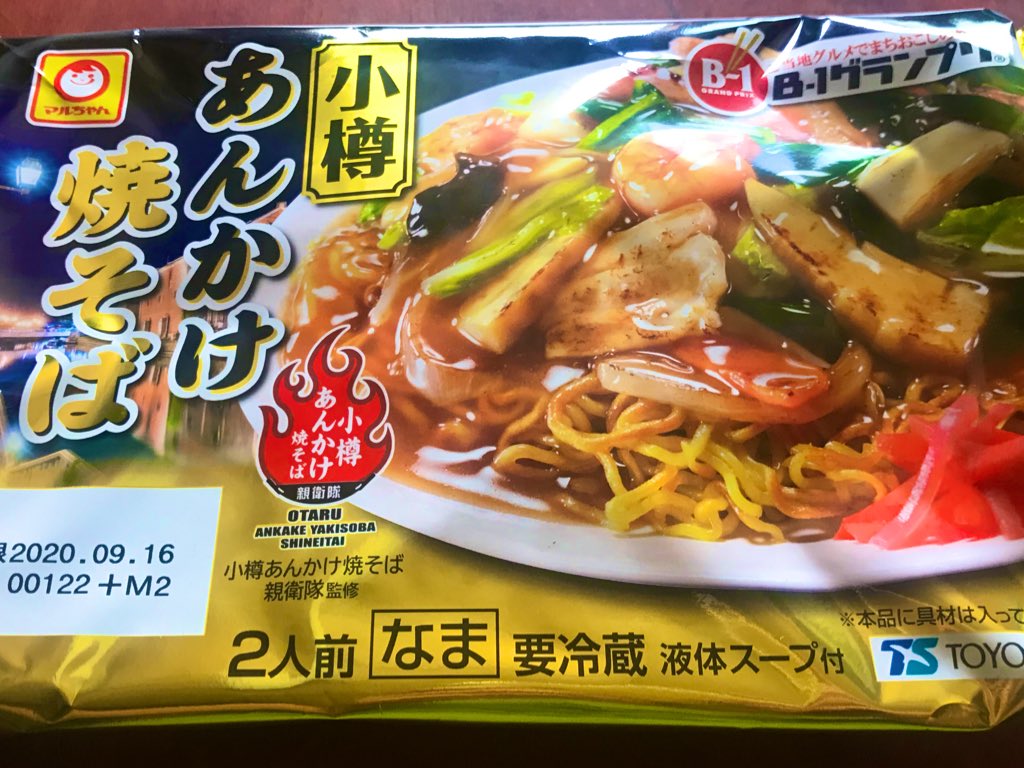 マルちゃん
小樽
あんかけ
焼そば
B-1
GRAND PRIX
当地グルメでまちおこし
B-1グランプリ®
小樽
あんかけ
焼そば
親衛隊
OTARU
ANKAKE YAKISOBA
SHINEITAI
小樽あんかけ焼そば
親衛隊監修
限2020.09.16
00122+M2
2人前 なま 要冷蔵 液体スープ付
※本品に具材は入って
TS TOYO